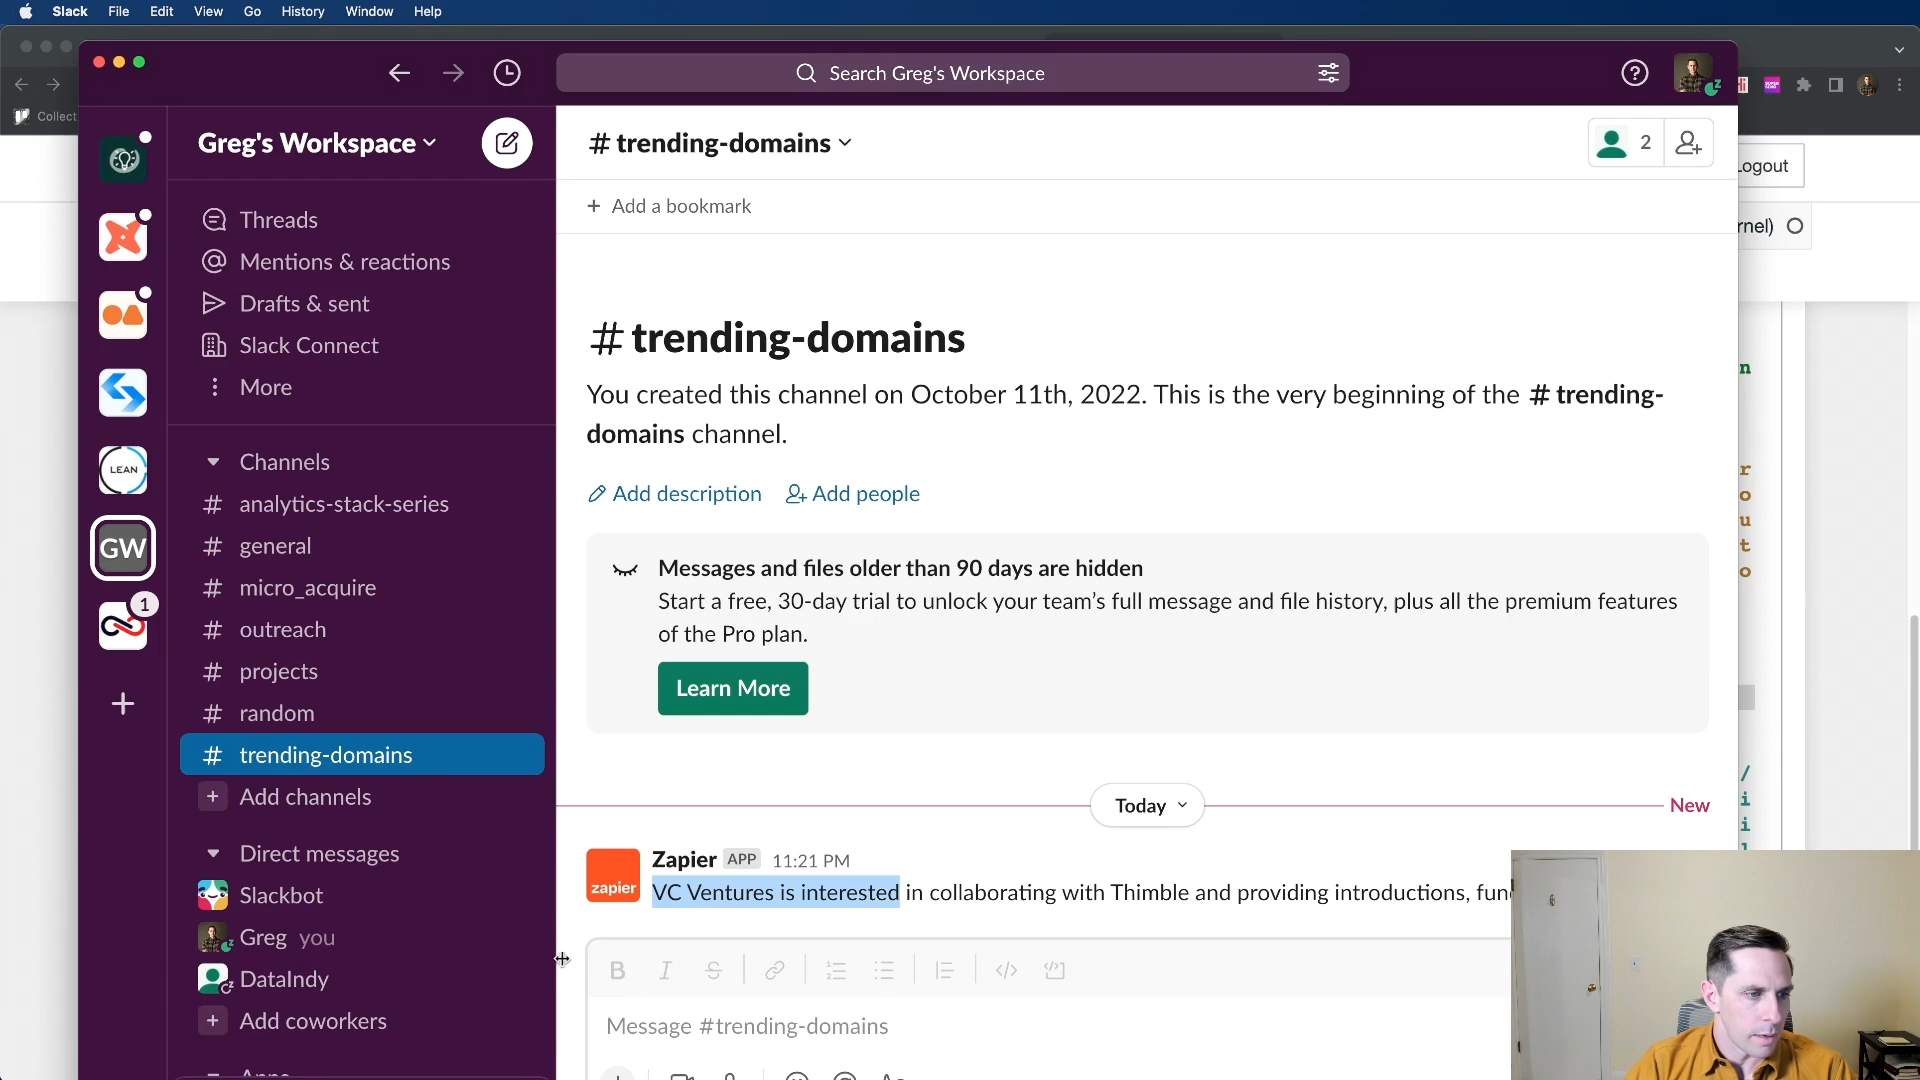 Slack File Edit View Go History Window Help
Search Greg's Workspace
Collect
Greg's Workspace
# trending-domains
2
Logout
+ Add a bookmark
rnel)
Threads
Mentions & reactions
Drafts & sent
Slack Connect
More
# trending-domains
You created this channel on October 11th, 2022. This is the very beginning of the # trending-
domains channel.
Add description Add people
Channels
# analytics-stack-series
# general
# micro_acquire
# outreach
# projects
# random
# trending-domains
+ Add channels
LEAN
GW
1
Messages and files older than 90 days are hidden
Start a free, 30-day trial to unlock your team's full message and file history, plus all the premium features
of the Pro plan.
Learn More
Today
New
Direct messages
Slackbot
Greg you
DataIndy
+ Add coworkers
zapier
Zapier APP 11:21 PM
VC Ventures is interested in collaborating with Thimble and providing introductions,
B I S
Message #trending-domains
n
r
o
u
t
o
/
i
i